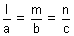 l/a = m/b = n/c